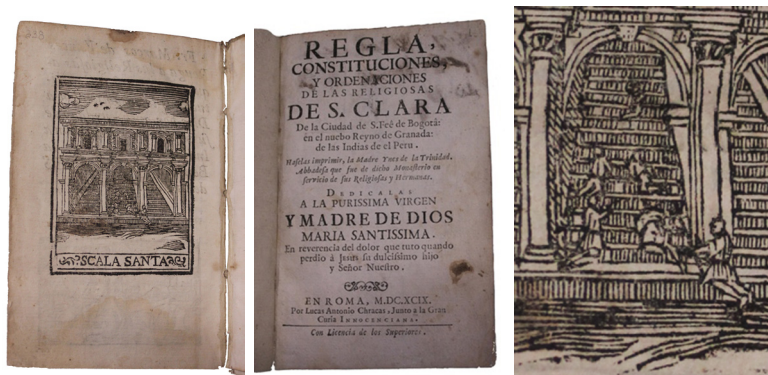 SCALA SANTA
REGLA,
CONSTITUCIONES,
Y ORDENACIONES
DE LAS RELIGIOSAS
DE S. CLARA
De la Ciudad de S. Feè de Bogotà:
en el nuebo Reyno de Granada:
de las Indias de el Peru.
Haselas imprimir, la Madre Ynes de la Trinidad,
Abbadesa que fue de dicho Monasterio en
servicio de sus Religiosas y Hermanas.
DEDICALAS
A LA PURISSIMA VIRGEN
Y MADRE DE DIOS
MARIA SANTISSIMA.
En reverencia del dolor que tuto quando
perdìo à Jesus su dulcissimo hijo
y Señor Nuestro.
EN ROMA, M.DC.XCIX.
Por Lucas Antonio Chracas, Junto a la Gran
Curia INNOCENCIANA.
Con Licencia de los Superiores.